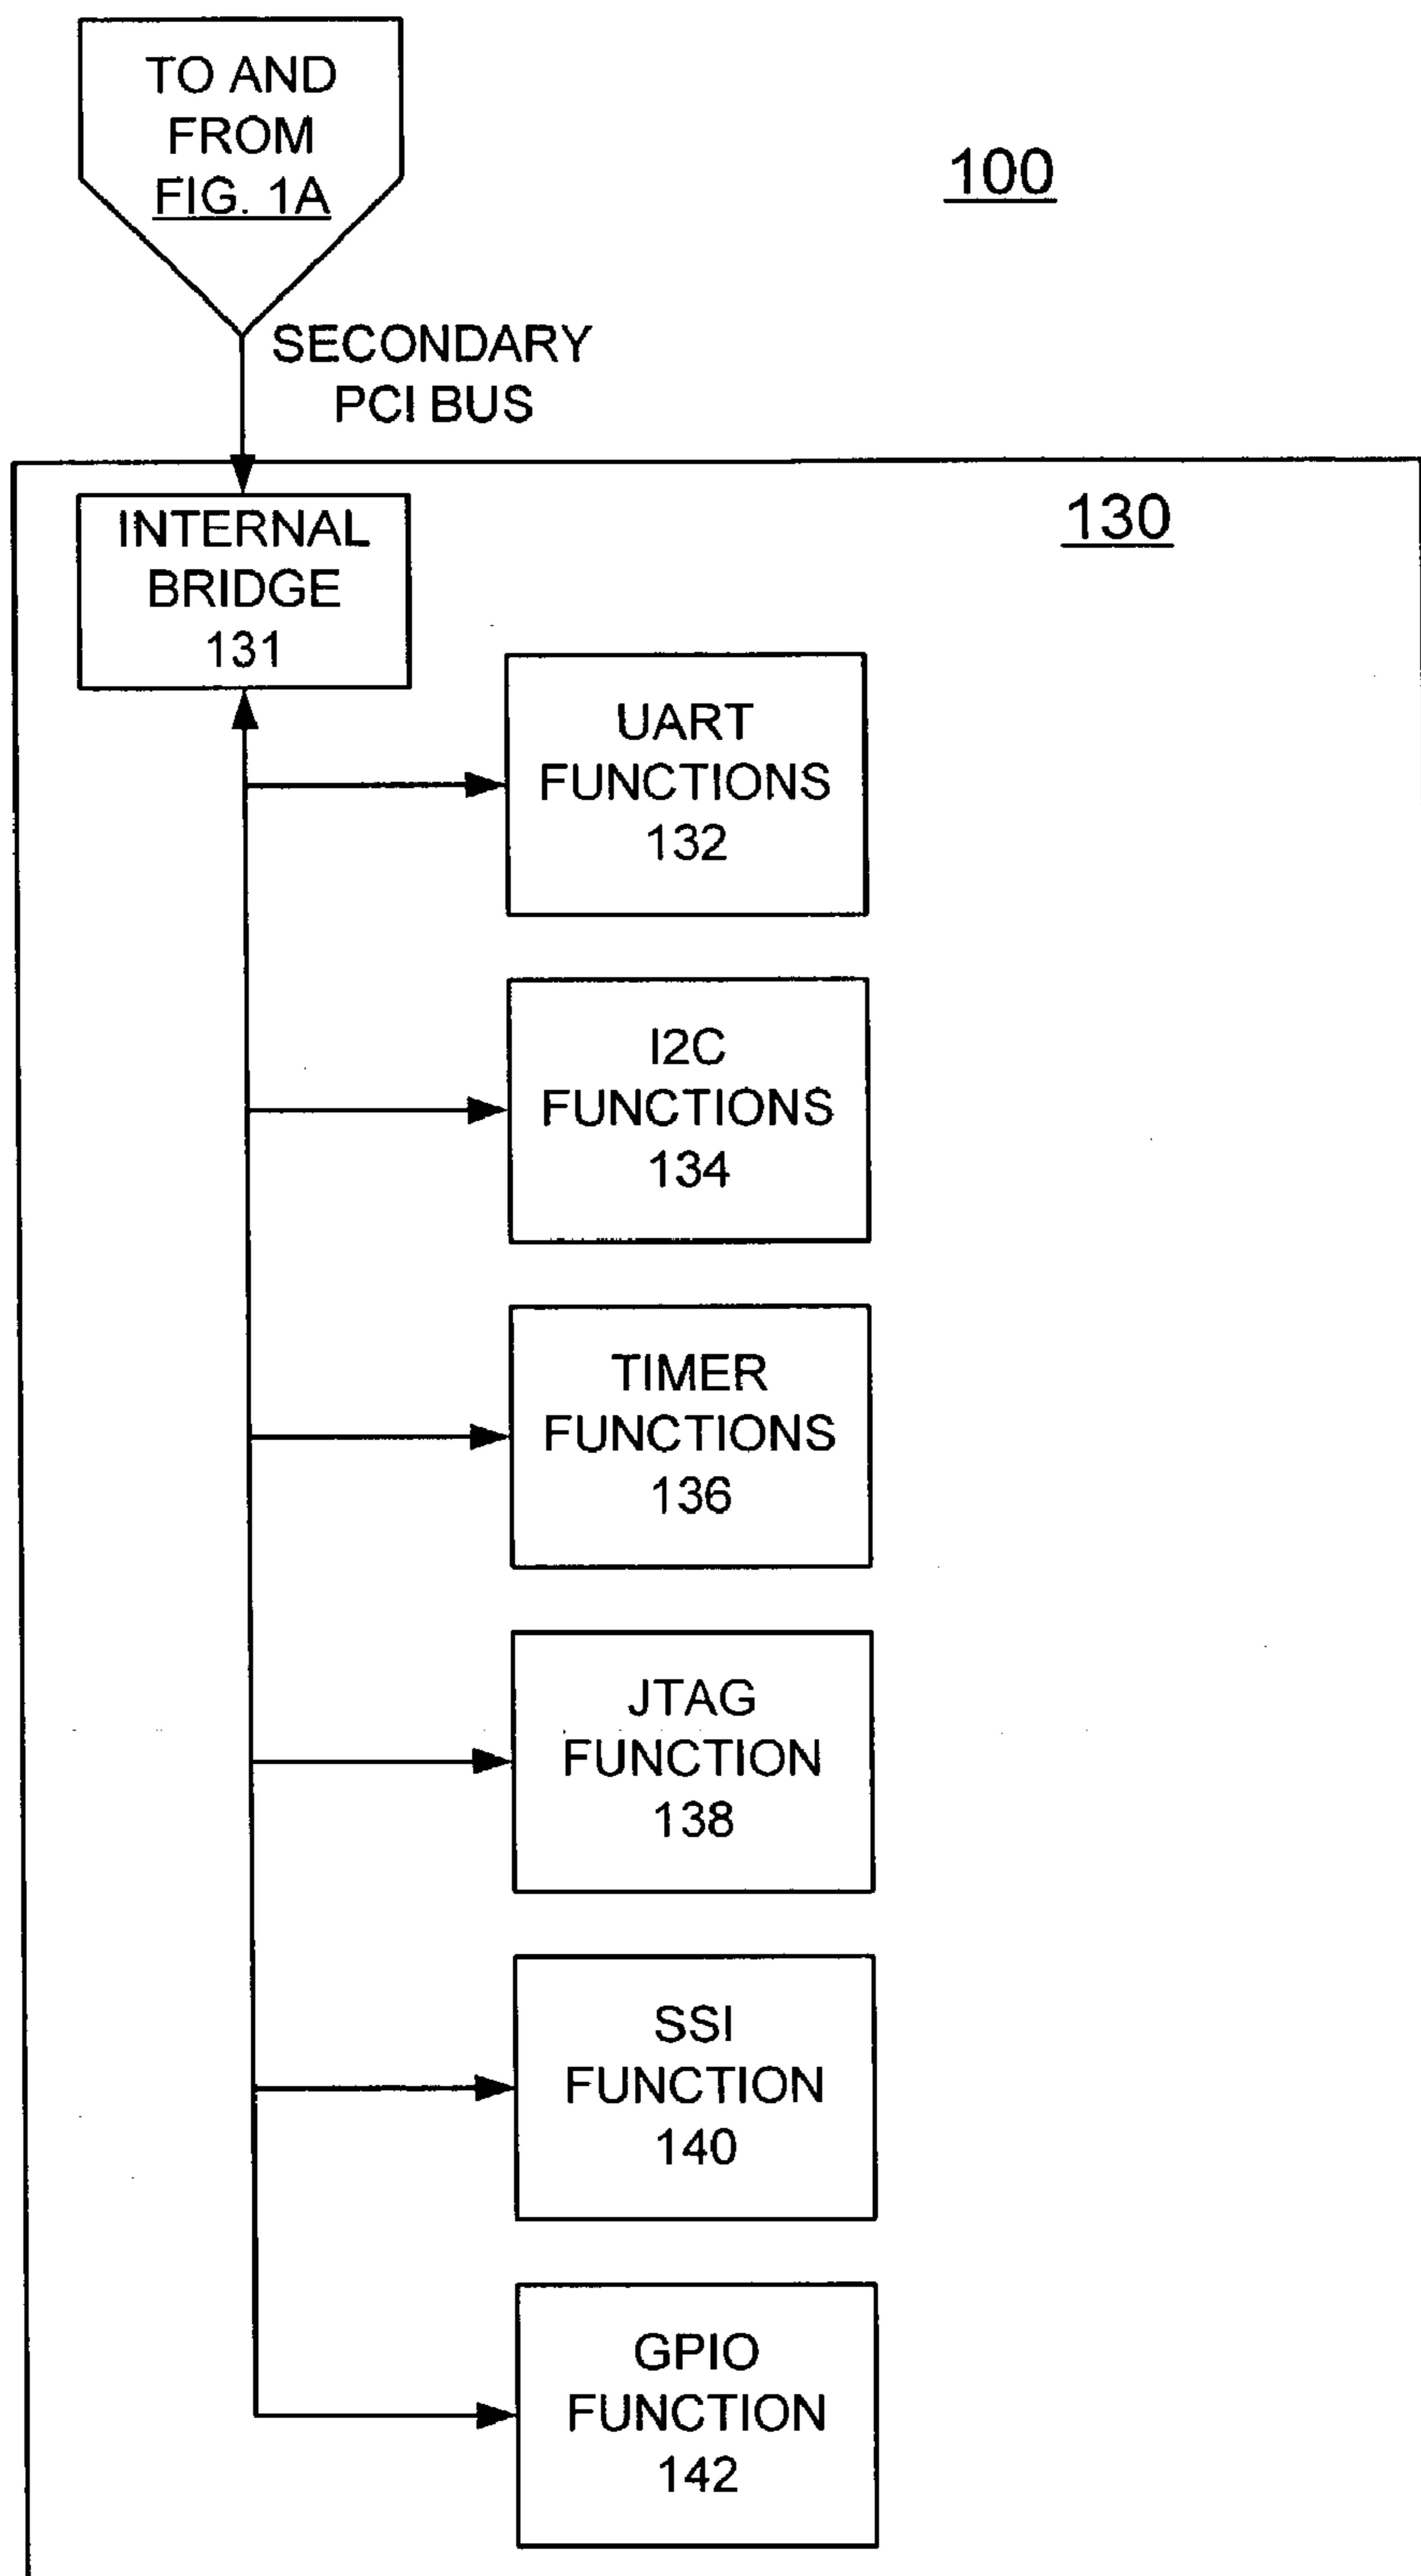 TO AND
FROM
FIG. 1A
100
SECONDARY
PCI BUS
130
INTERNAL
BRIDGE
131
UART
FUNCTIONS
132
I2C
FUNCTIONS
134
TIMER
FUNCTIONS
136
JTAG
FUNCTION
138
SSI
FUNCTION
140
GPIO
FUNCTION
142